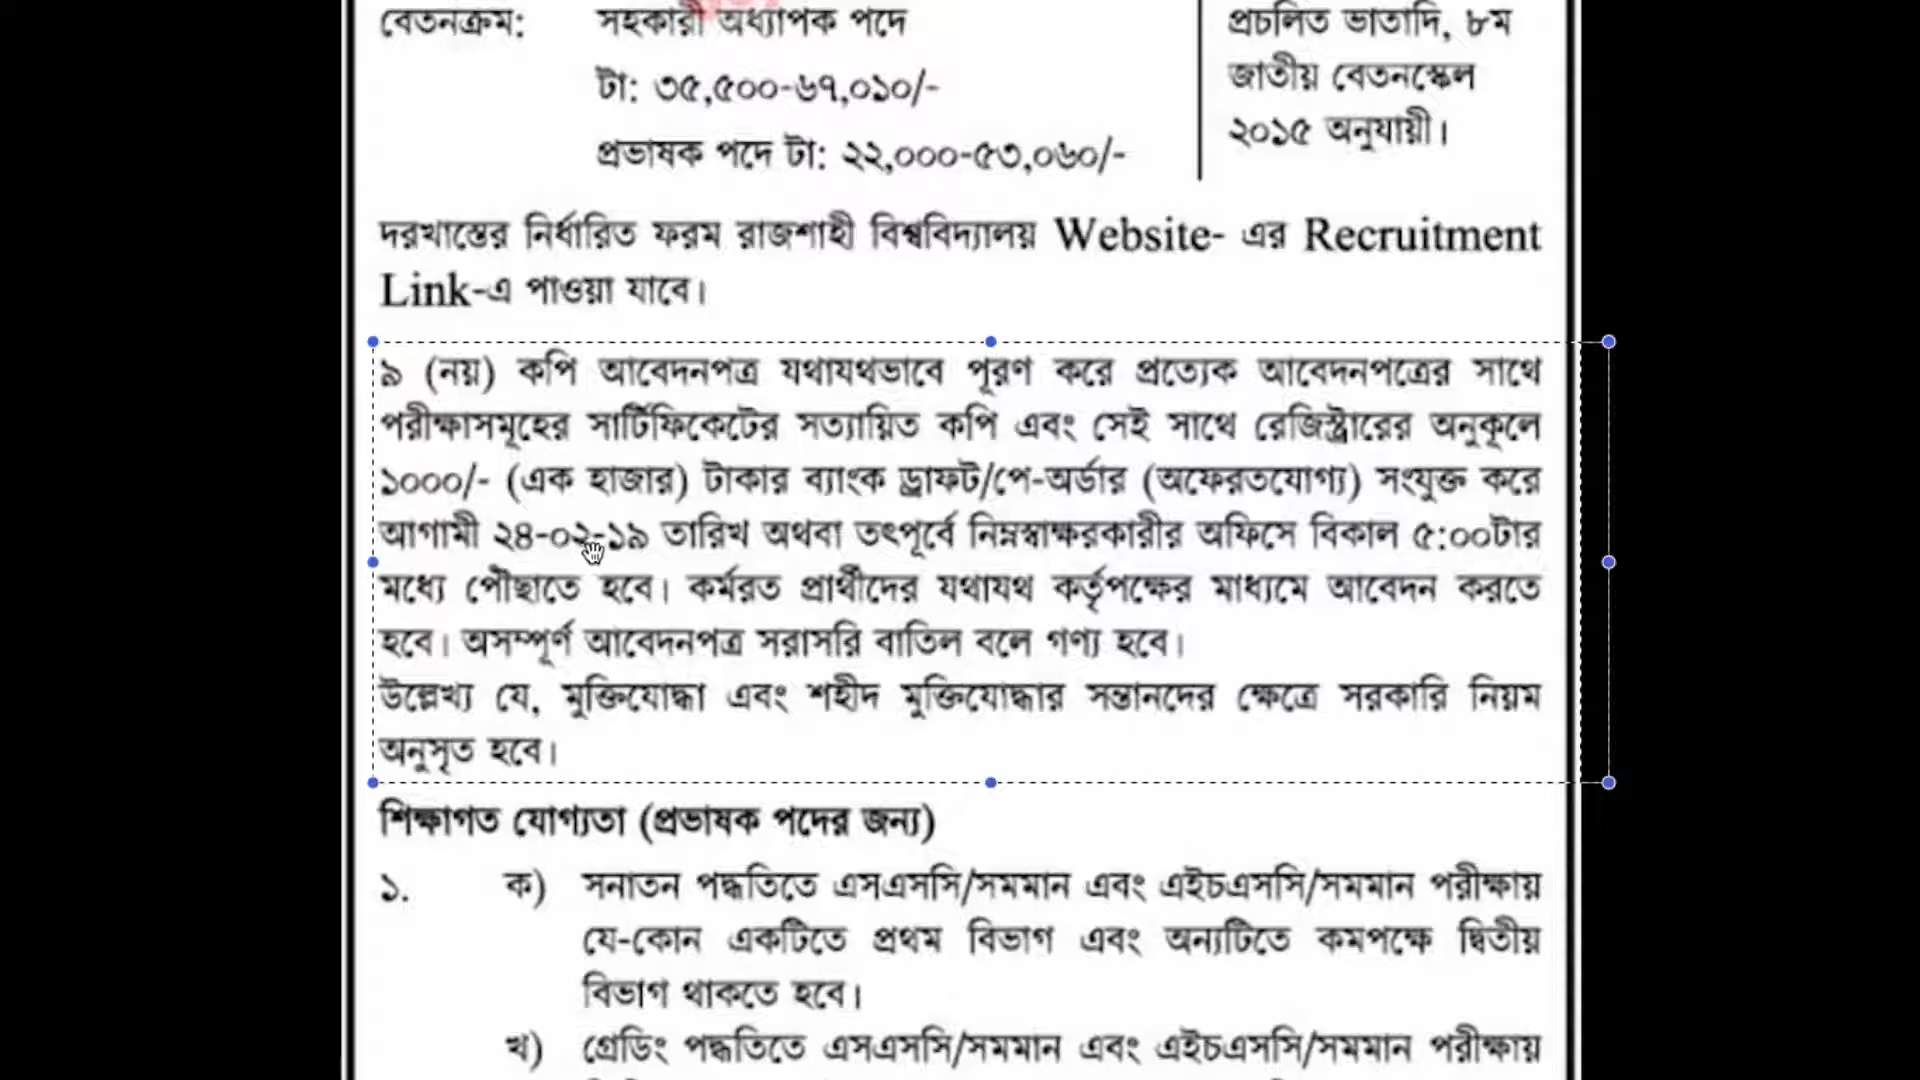 বেতনক্রম: সহকারী অধ্যাপক পদে
টা: ৩৫,৫০০-৬৭,০১০/-
প্রভাষক পদে টা: ২২,০০০-৫৩,০৬০/-
প্রচলিত ভাতাদি, ৮ম
জাতীয় বেতনস্কেল
২০১৫ অনুযায়ী।
দরখাস্তের নির্ধারিত ফরম রাজশাহী বিশ্ববিদ্যালয় Website- এর Recruitment
Link-এ পাওয়া যাবে।
৯ (নয়) কপি আবেদনপত্র যথাযথভাবে পূরণ করে প্রত্যেক আবেদনপত্রের সাথে
পরীক্ষাসমূহের সার্টিফিকেটের সত্যায়িত কপি এবং সেই সাথে রেজিস্ট্রারের অনুকূলে
১০০০/- (এক হাজার) টাকার ব্যাংক ড্রাফট/পে-অর্ডার (অফেরতযোগ্য) সংযুক্ত করে
আগামী ২৪-০২-১৯ তারিখ অথবা তৎপূর্বে নিম্নস্বাক্ষরকারীর অফিসে বিকাল ৫:০০টার
মধ্যে পৌঁছাতে হবে। কর্মরত প্রার্থীদের যথাযথ কর্তৃপক্ষের মাধ্যমে আবেদন করতে
হবে। অসম্পূর্ণ আবেদনপত্র সরাসরি বাতিল বলে গণ্য হবে।
উল্লেখ্য যে, মুক্তিযোদ্ধা এবং শহীদ মুক্তিযোদ্ধার সন্তানদের ক্ষেত্রে সরকারি নিয়ম
অনুসৃত হবে।
শিক্ষাগত যোগ্যতা (প্রভাষক পদের জন্য)
১. ক) সনাতন পদ্ধতিতে এসএসসি/সমমান এবং এইচএসসি/সমমান পরীক্ষায়
যে-কোন একটিতে প্রথম বিভাগ এবং অন্যটিতে কমপক্ষে দ্বিতীয়
বিভাগ থাকতে হবে।
খ) গ্রেডিং পদ্ধতিতে এসএসসি/সমমান এবং এইচএসসি/সমমান পরীক্ষায়